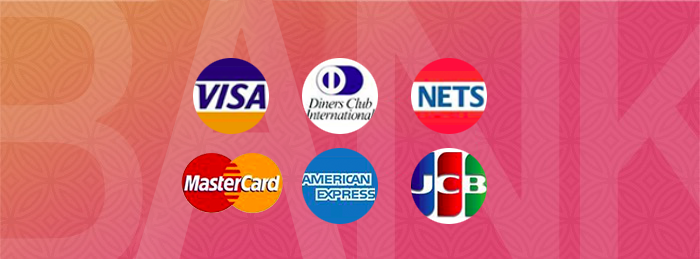 BANK
VISA
Diners Club
International
NETS
MasterCard
AMERICAN
EXPRESS
JCB